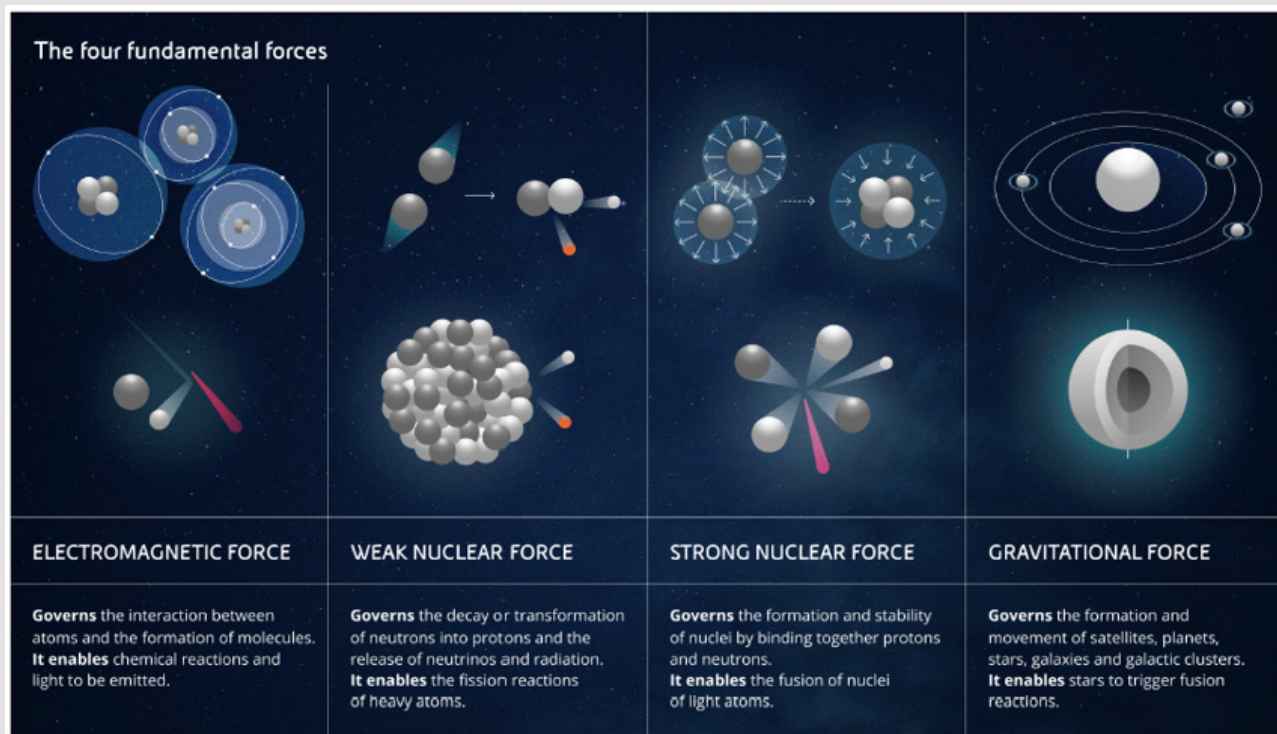 The four fundamental forces
ELECTROMAGNETIC FORCE
Governs the interaction between
atoms and the formation of molecules.
It enables chemical reactions and
light to be emitted.
WEAK NUCLEAR FORCE
Governs the decay or transformation
of neutrons into protons and the
release of neutrinos and radiation.
It enables the fission reactions
of heavy atoms.
STRONG NUCLEAR FORCE
Governs the formation and stability
of nuclei by binding together protons
and neutrons.
It enables the fusion of nuclei
of light atoms.
GRAVITATIONAL FORCE
Governs the formation and
movement of satellites, planets,
stars, galaxies and galactic clusters.
It enables stars to trigger fusion
reactions.